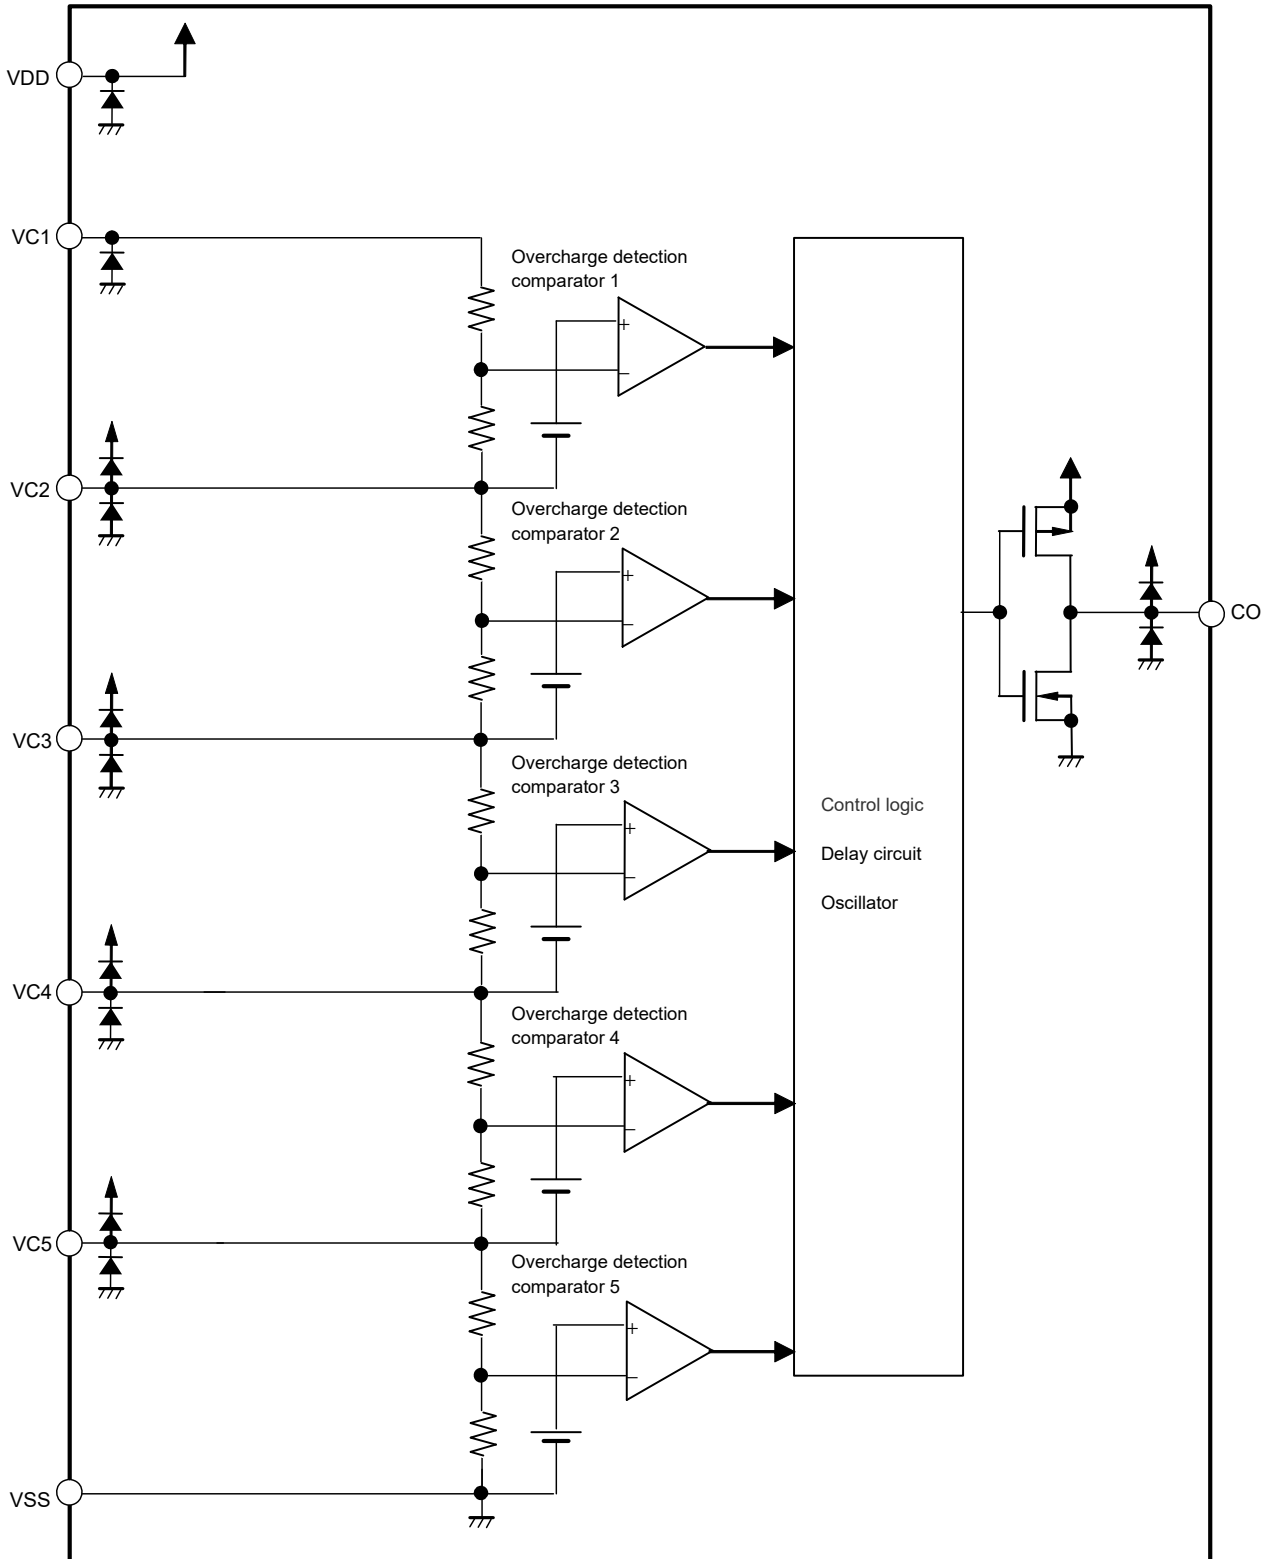 VDD
VC1
Overcharge detection
comparator 1
+
−
VC2
Overcharge detection
comparator 2
+
−
CO
VC3
Overcharge detection
comparator 3
+
−
Control logic
Delay circuit
Oscillator
VC4
Overcharge detection
comparator 4
+
−
VC5
Overcharge detection
comparator 5
+
−
VSS